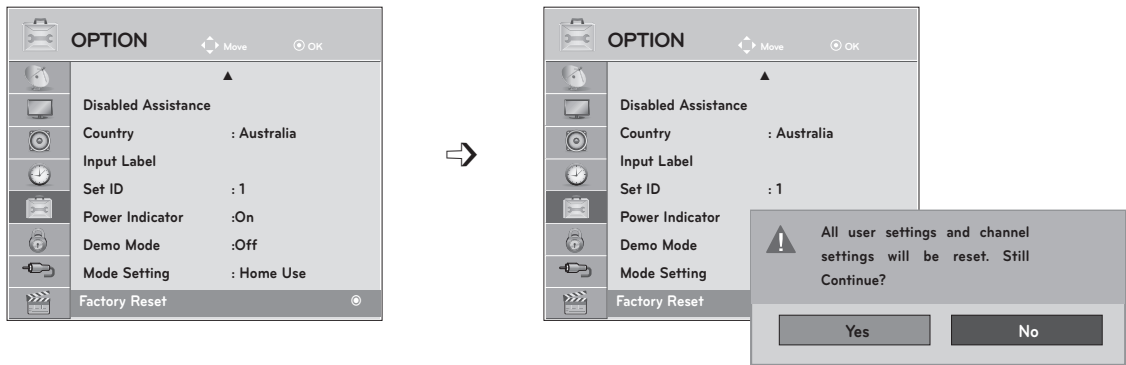 OPTION
Move
OK
▲
Disabled Assistance
Country : Australia
Input Label
Set ID : 1
Power Indicator :On
Demo Mode :Off
Mode Setting : Home Use
Factory Reset
OPTION
Move
OK
▲
Disabled Assistance
Country : Australia
Input Label
Set ID : 1
Power Indicator
Demo Mode
Mode Setting
Factory Reset
All user settings and channel
settings will be reset. Still
Continue?
Yes
No